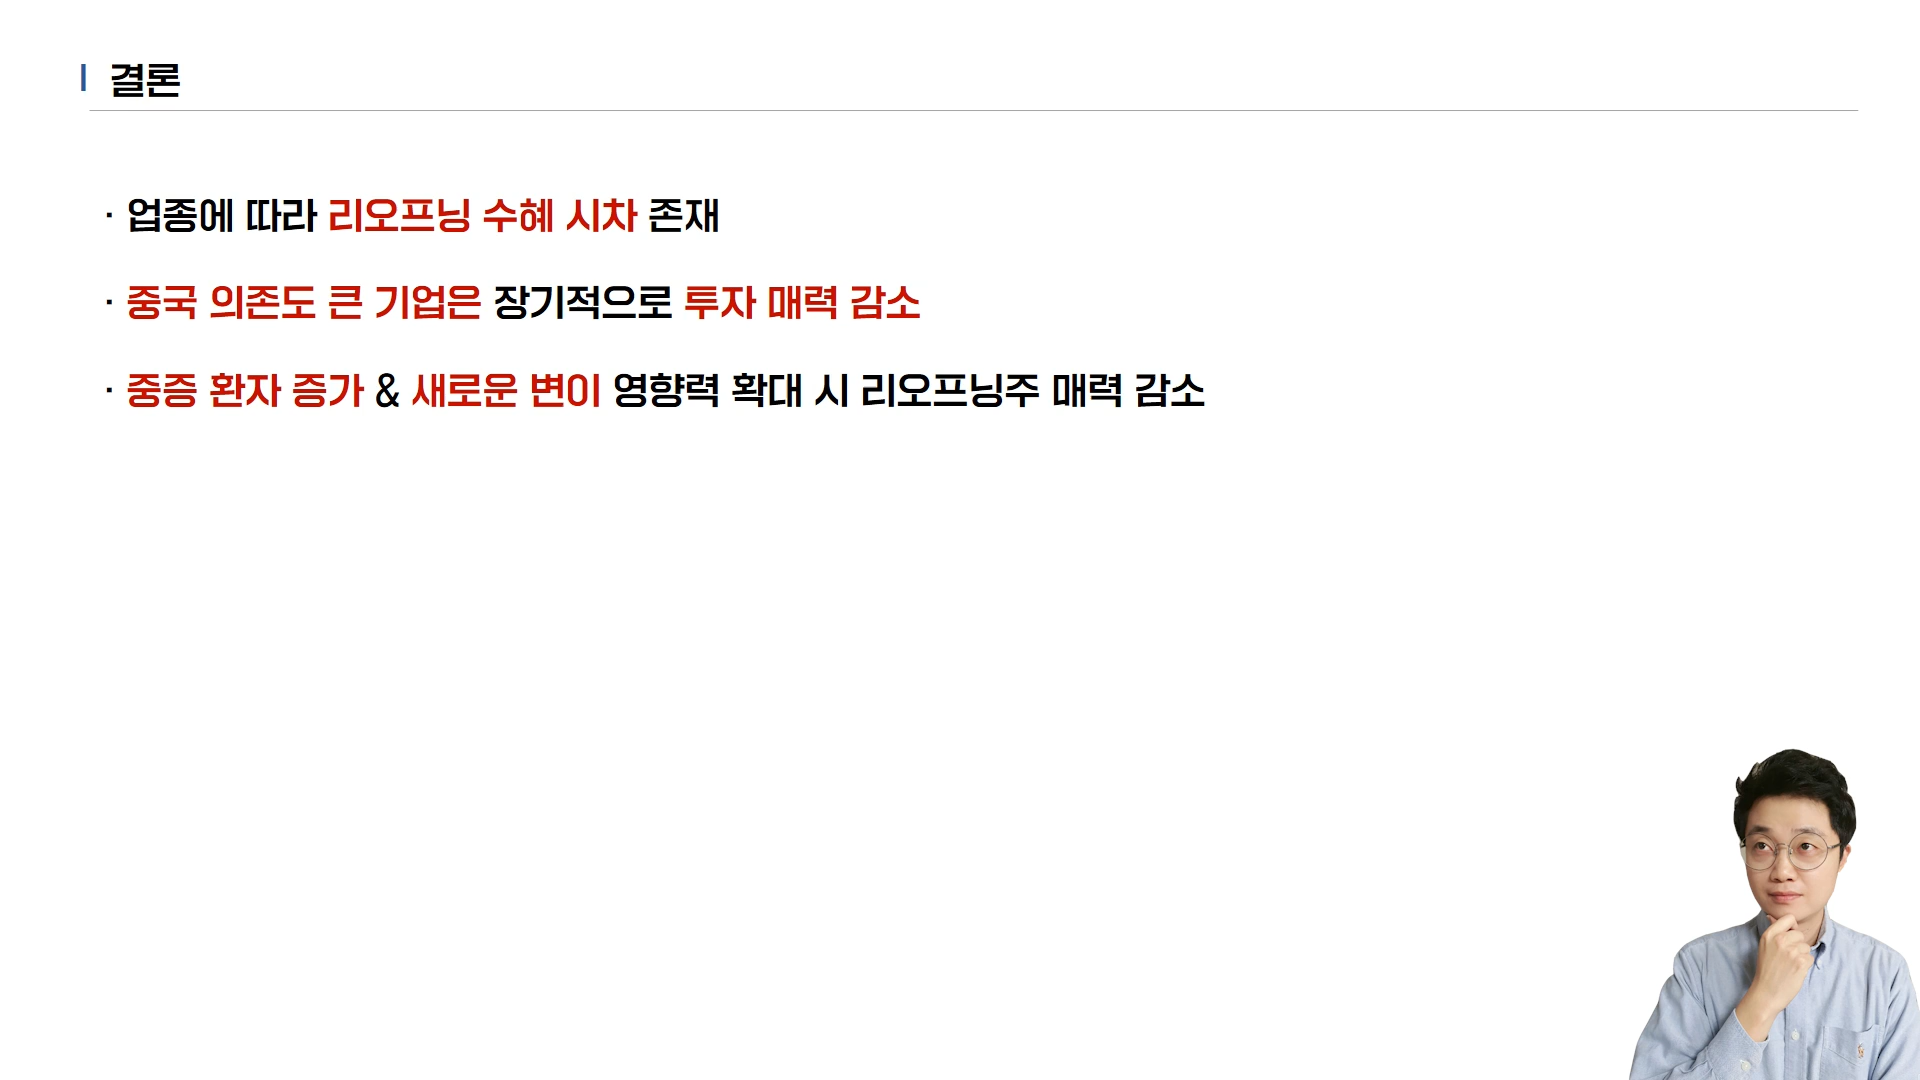 결론
· 업종에 따라 리오프닝 수혜 시차 존재
· 중국 의존도 큰 기업은 장기적으로 투자 매력 감소
· 중증 환자 증가 & 새로운 변이 영향력 확대 시 리오프닝주 매력 감소